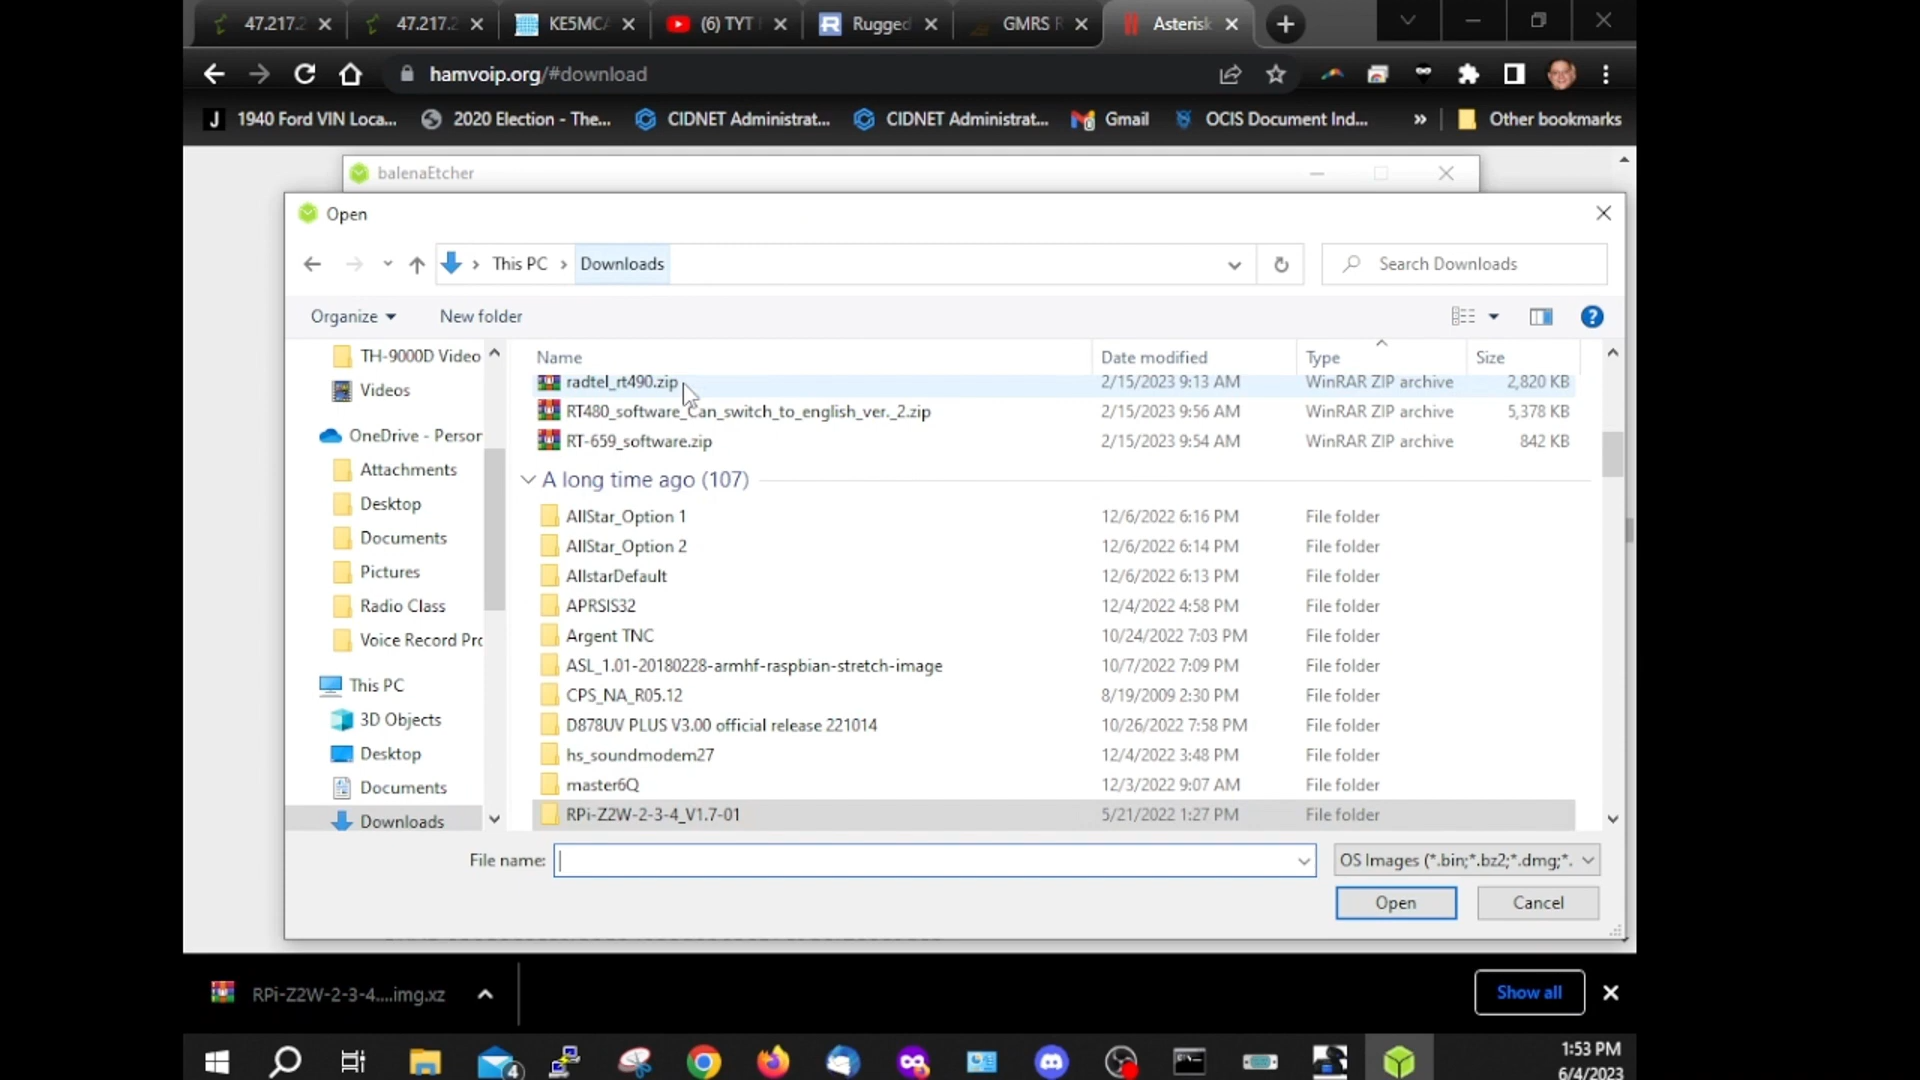 47.217.2
47.217.2
KE5MC
(6) TYT
Rugged
GMRS R
Asterisk
hamvoip.org/#download
1940 Ford VIN Loca...
2020 Election - The...
CIDNET Administrat...
CIDNET Administrat...
Gmail
OCIS Document Ind...
»
Other bookmarks
balenaEtcher
Open
This PC > Downloads
Search Downloads
Organize
New folder
TH-9000D Video
Videos
OneDrive - Person
Attachments
Desktop
Documents
Pictures
Radio Class
Voice Record Pro
This PC
3D Objects
Desktop
Documents
Downloads
Name Date modified Type Size
radtel_rt490.zip 2/15/2023 9:13 AM WinRAR ZIP archive 2,820 KB
RT480_software_Can_switch_to_english_ver._2.zip 2/15/2023 9:56 AM WinRAR ZIP archive 5,378 KB
RT-659_software.zip 2/15/2023 9:54 AM WinRAR ZIP archive 842 KB
A long time ago (107)
AllStar_Option 1 12/6/2022 6:16 PM File folder
AllStar_Option 2 12/6/2022 6:14 PM File folder
AllstarDefault 12/6/2022 6:13 PM File folder
APRSIS32 12/4/2022 4:58 PM File folder
Argent TNC 10/24/2022 7:03 PM File folder
ASL_1.01-20180228-armhf-raspbian-stretch-image 10/7/2022 7:09 PM File folder
CPS_NA_R05.12 8/19/2009 2:30 PM File folder
D878UV PLUS V3.00 official release 221014 10/26/2022 7:58 PM File folder
hs_soundmodem27 12/4/2022 3:48 PM File folder
master6Q 12/3/2022 9:07 AM File folder
RPi-Z2W-2-3-4_V1.7-01 5/21/2022 1:27 PM File folder
File name:
OS Images (*.bin;*.bz2;*.dmg;*.
Open
Cancel
RPi-Z2W-2-3-4....img.xz
Show all
4
1:53 PM
6/4/2023